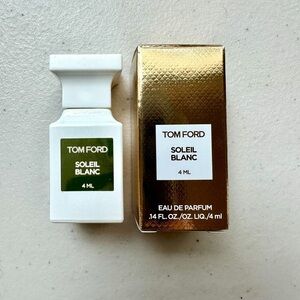 TOM FORD
SOLEIL
BLANC
4 ML
TOM FORD
SOLEIL
BLANC
4 ML
EAU DE PARFUM
.14 FL. OZ./OZ. LIQ./4 ml